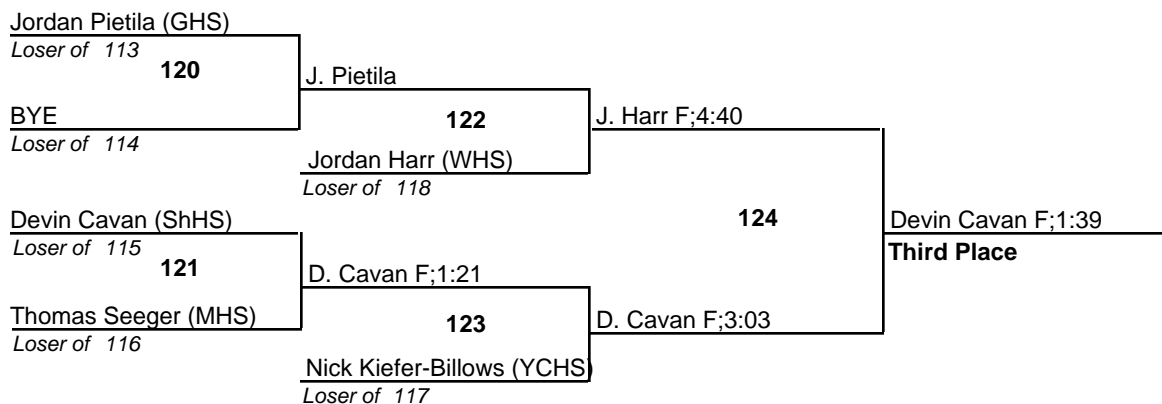 Jordan Pietila (GHS)
Loser of 113
120
J. Pietila
BYE
Loser of 114
122
J. Harr F;4:40
Jordan Harr (WHS)
Loser of 118
Devin Cavan (ShHS)
Loser of 115
121
124
Devin Cavan F;1:39
Third Place
D. Cavan F;1:21
Thomas Seeger (MHS)
Loser of 116
123
D. Cavan F;3:03
Nick Kiefer-Billows (YCHS)
Loser of 117